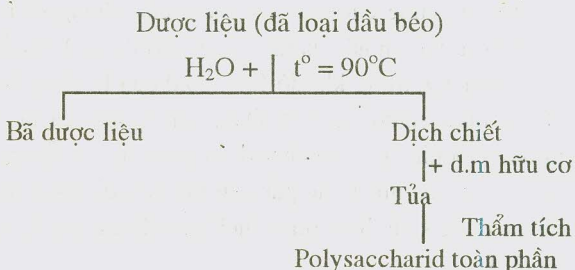 Dược liệu (đã loại dầu béo)
H₂O + t° = 90°C
Bã dược liệu Dịch chiết
+ d.m hữu cơ
Tủa
Thẩm tích
Polysaccharid toàn phần